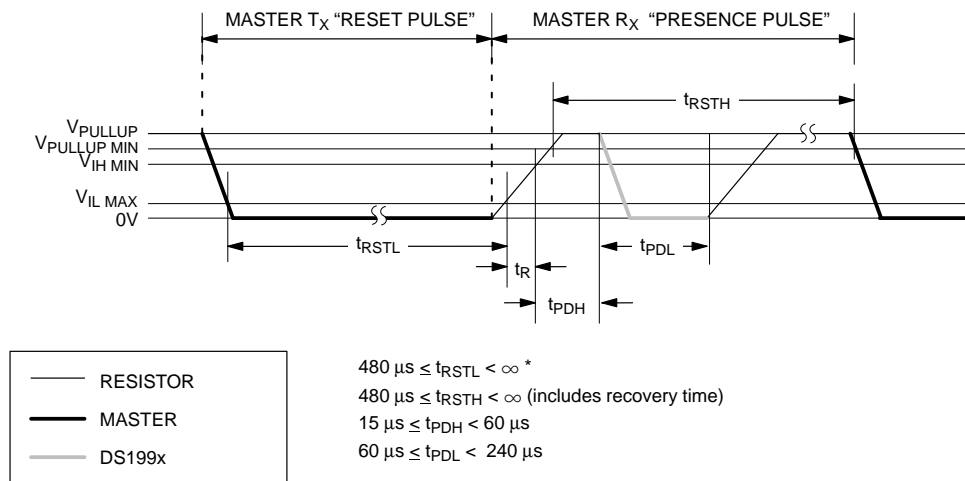 MASTER TX “RESET PULSE” MASTER RX “PRESENCE PULSE”
tRSTH
VPULLUP
VPULLUP MIN
VIH MIN
VIL MAX
0V
tRSTL
tR
tPDL
tPDH
RESISTOR
MASTER
DS199x
480 µs ≤ tRSTL < ∞ *
480 µs ≤ tRSTH < ∞ (includes recovery time)
15 µs ≤ tPDH < 60 µs
60 µs ≤ tPDL < 240 µs